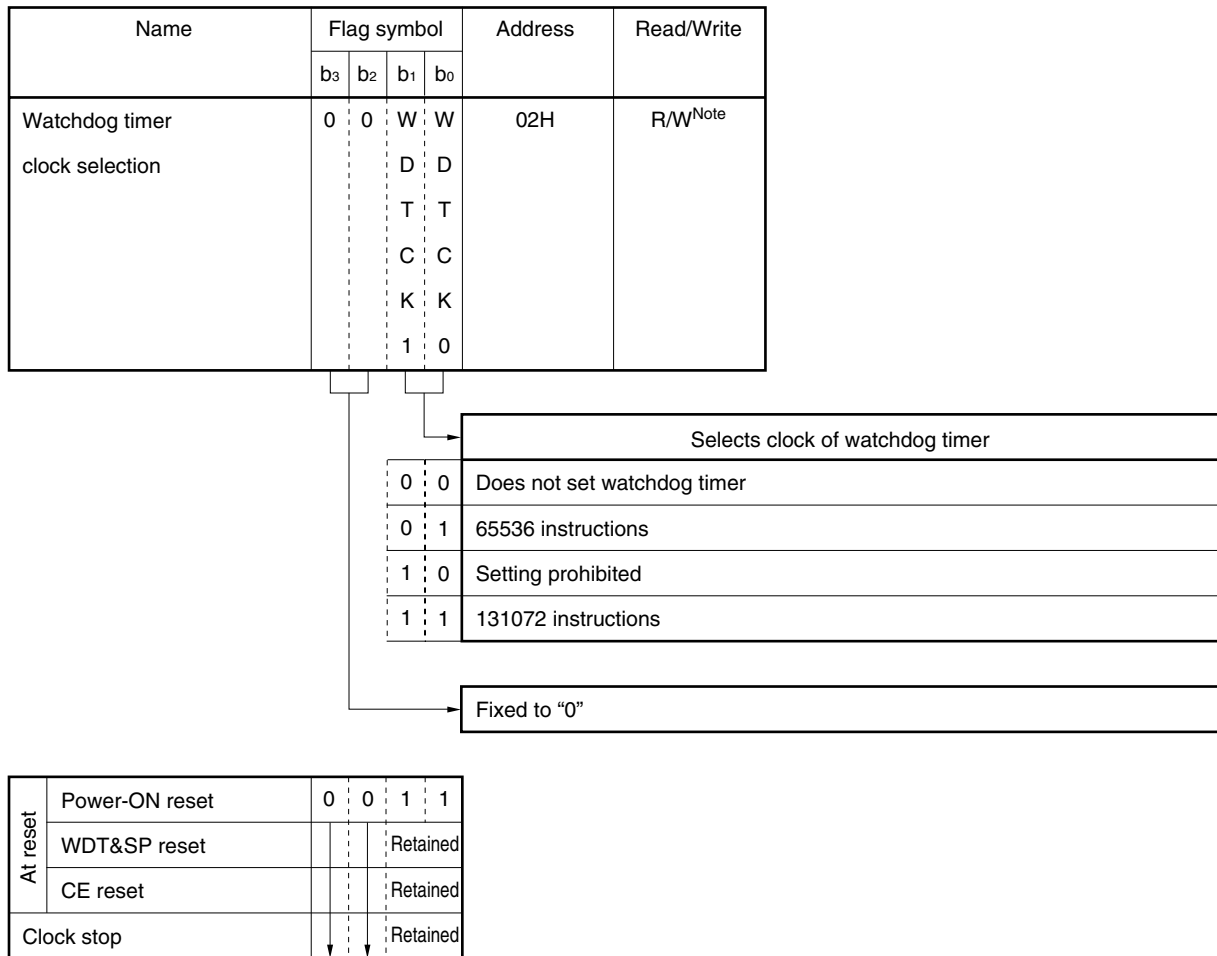 Name Flag symbol Address Read/Write
b3 b2 b1 b0
Watchdog timer 0 0 W W 02H R/WNote
clock selection D D
T T
C C
K K
1 0
Selects clock of watchdog timer
0 0 Does not set watchdog timer
0 1 65536 instructions
1 0 Setting prohibited
1 1 131072 instructions
Fixed to “0”
At reset
Power-ON reset 0 0 1 1
WDT&SP reset Retained
CE reset Retained
Clock stop Retained